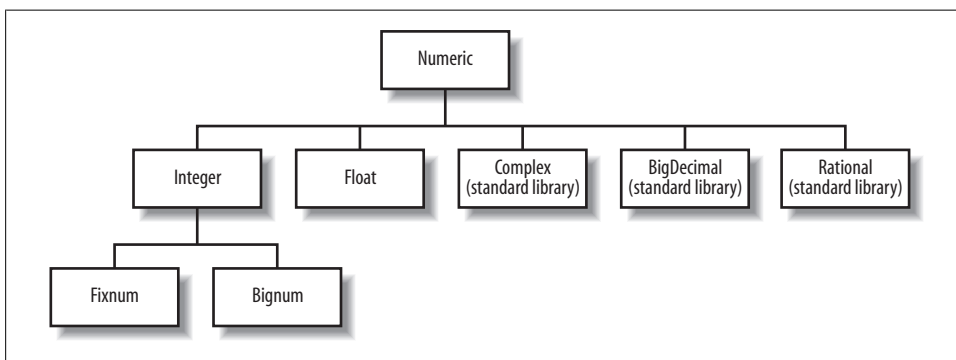 Numeric
Integer
Float
Complex
(standard library)
BigDecimal
(standard library)
Rational
(standard library)
Fixnum
Bignum